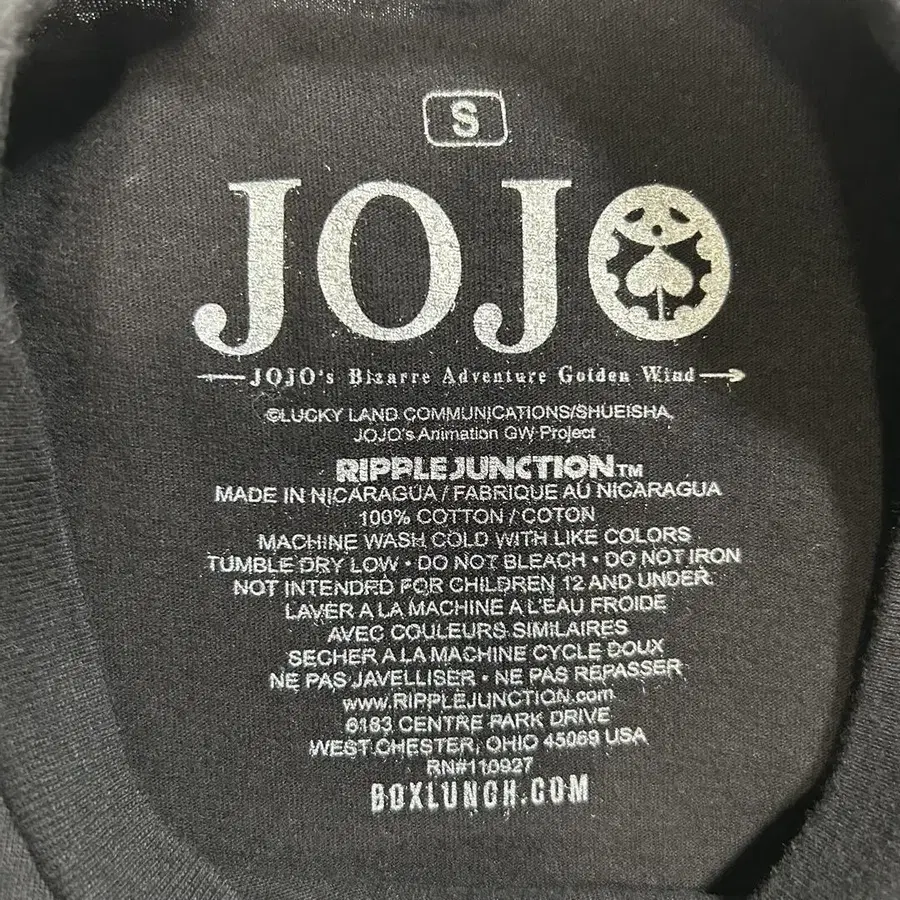 S
JOJO
JOJO's Bizarre Adventure Golden Wind
©LUCKY LAND COMMUNICATIONS/SHUEISHA,
JOJO's Animation GW Project
RIPPLE JUNCTION TM
MADE IN NICARAGUA / FABRIQUE AU NICARAGUA
100% COTTON / COTON
MACHINE WASH COLD WITH LIKE COLORS
TUMBLE DRY LOW • DO NOT BLEACH • DO NOT IRON
NOT INTENDED FOR CHILDREN 12 AND UNDER.
LAVER A LA MACHINE A L'EAU FROIDE
AVEC COULEURS SIMILAIRES
SECHER A LA MACHINE CYCLE DOUX
NE PAS JAVELLISER • NE PAS REPASSER
www.RIPPLEJUNCTION.com
6183 CENTRE PARK DRIVE
WEST CHESTER, OHIO 45069 USA
RN#110927
BOXLUNCH.COM